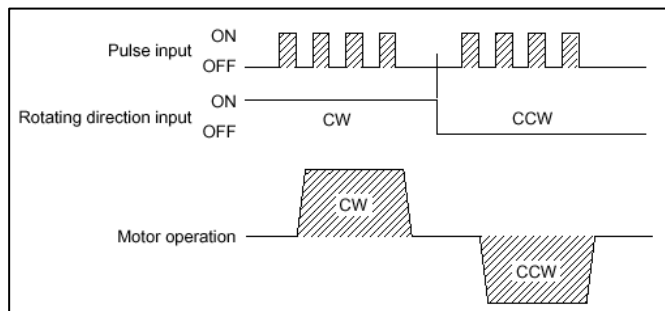 ON
Pulse input
OFF
ON
Rotating direction input
CW
CCW
OFF
CW
Motor operation
CCW